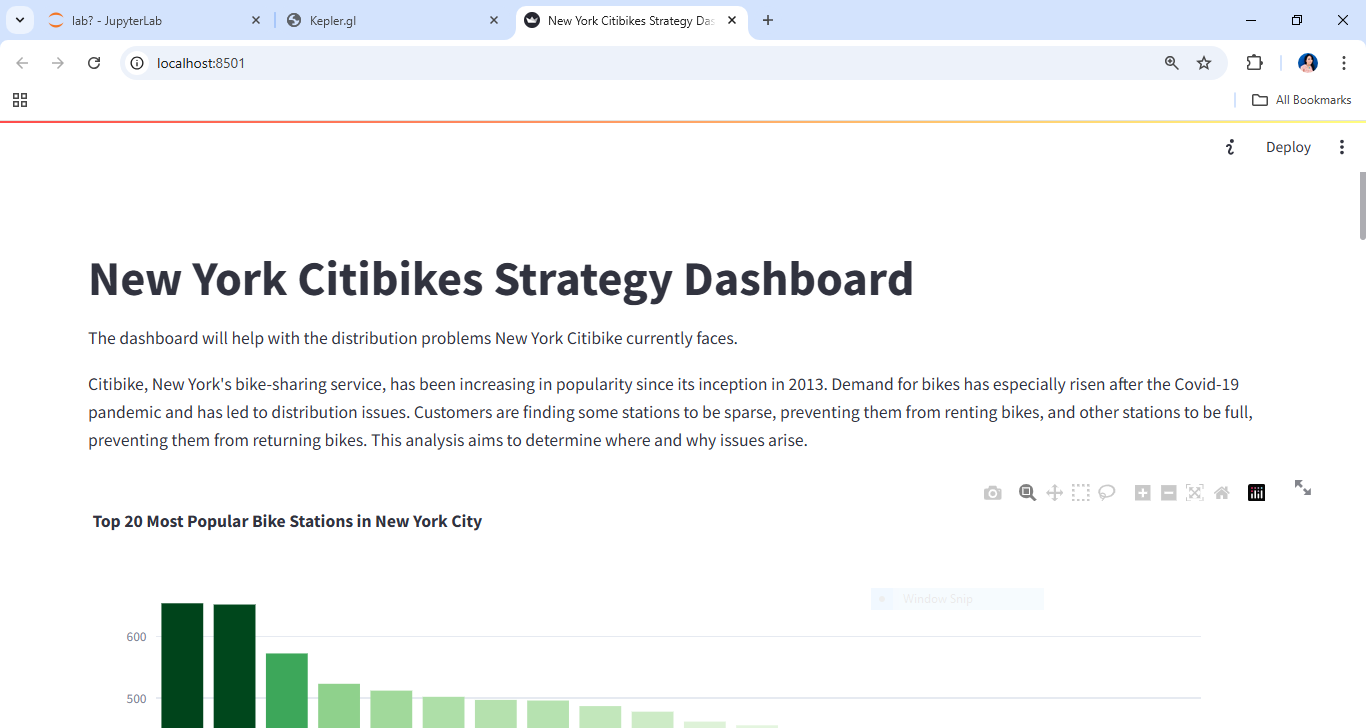 lab? - JupyterLab
Kepler.gl
New York Citibikes Strategy Das
localhost:8501
All Bookmarks
Deploy
New York Citibikes Strategy Dashboard
The dashboard will help with the distribution problems New York Citibike currently faces.
Citibike, New York's bike-sharing service, has been increasing in popularity since its inception in 2013. Demand for bikes has especially risen after the Covid-19
pandemic and has led to distribution issues. Customers are finding some stations to be sparse, preventing them from renting bikes, and other stations to be full,
preventing them from returning bikes. This analysis aims to determine where and why issues arise.
Top 20 Most Popular Bike Stations in New York City
Window Snip
600
500